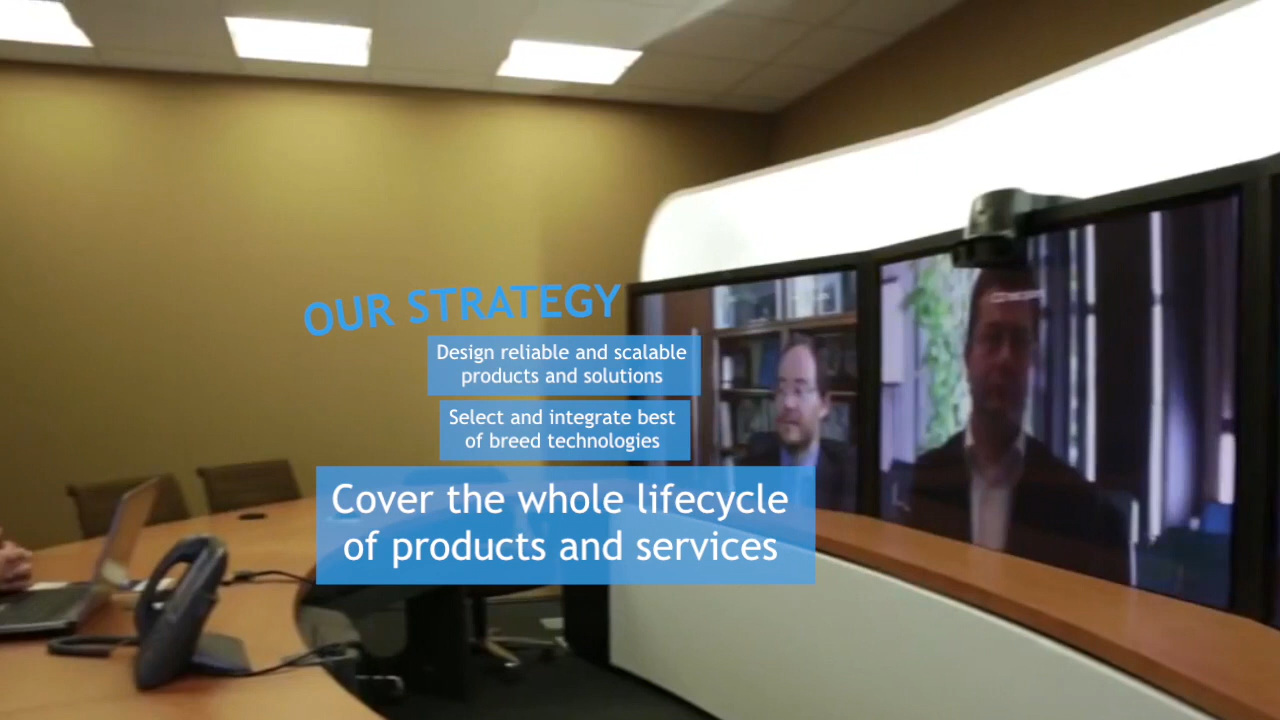 OUR STRATEGY
Design reliable and scalable
products and solutions
Select and integrate best
of breed technologies
Cover the whole lifecycle
of products and services